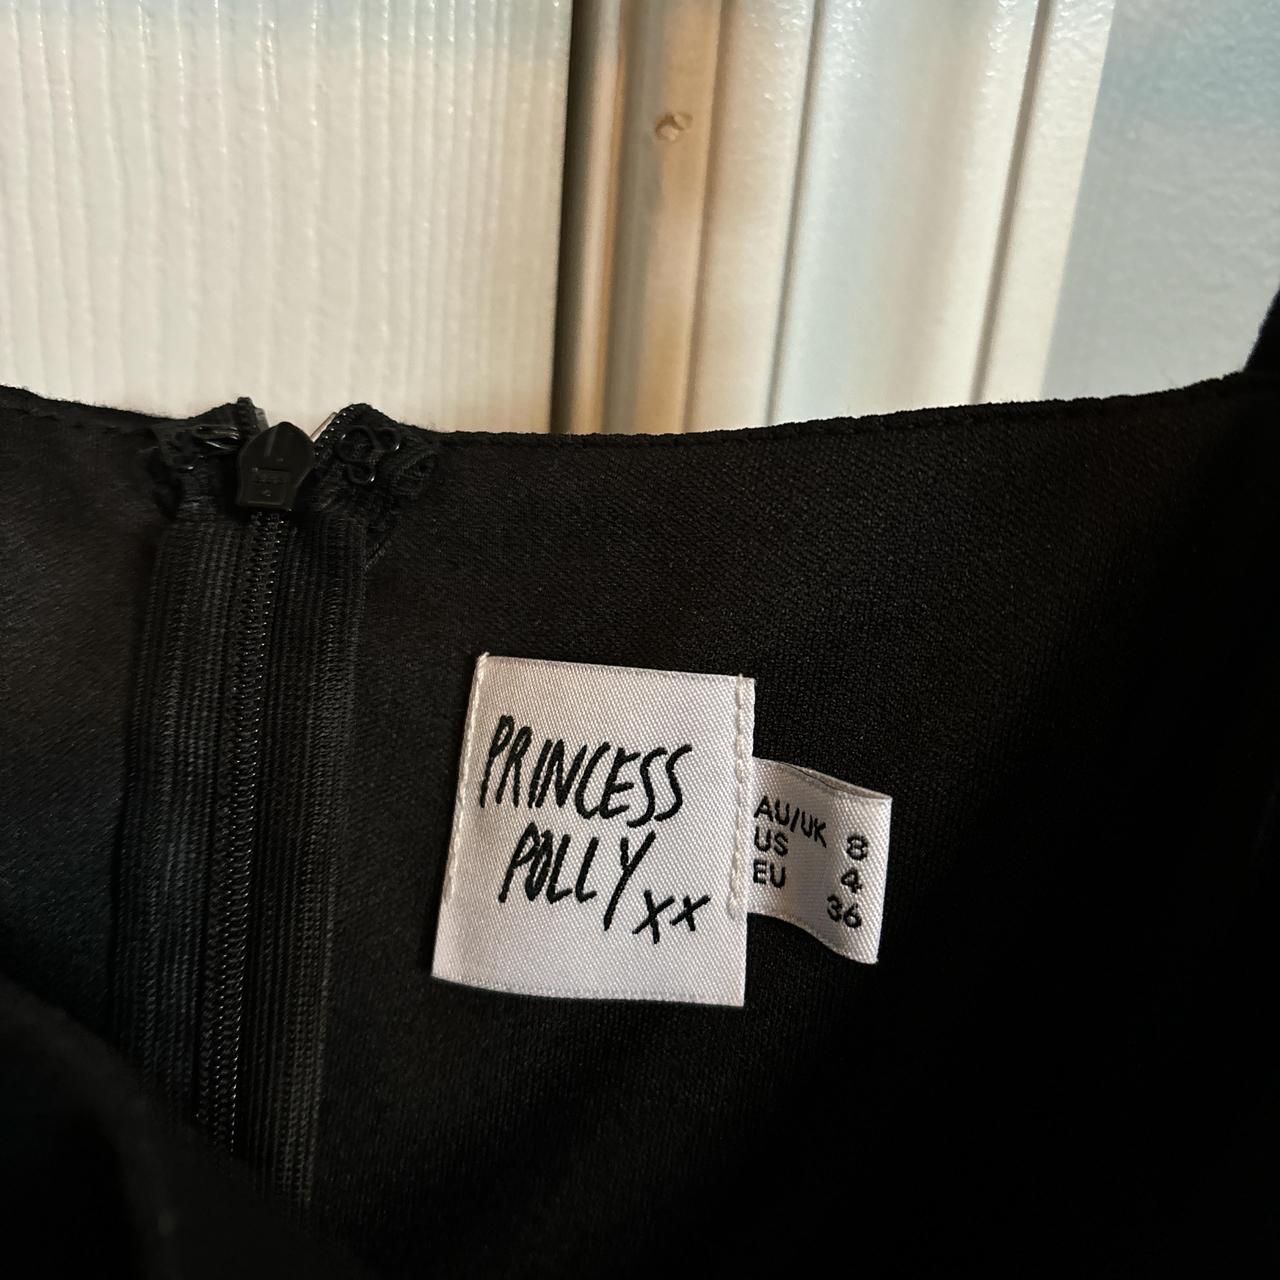 PRINCESS
POLLY xx
AU/UK 8
US 4
EU 36